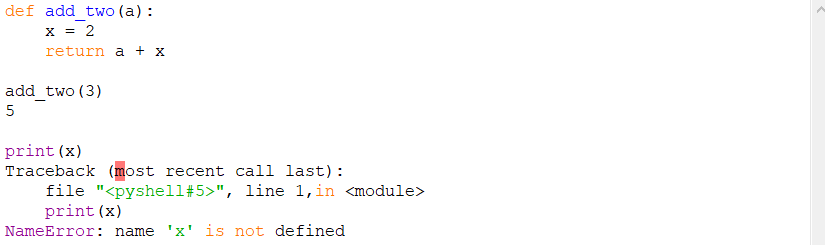 def add_two(a):
    x = 2
    return a + x
add_two(3)
5
print(x)
Traceback (most recent call last):
    file "<pyshell#5>", line 1,in <module>
    print(x)
NameError: name 'x' is not defined